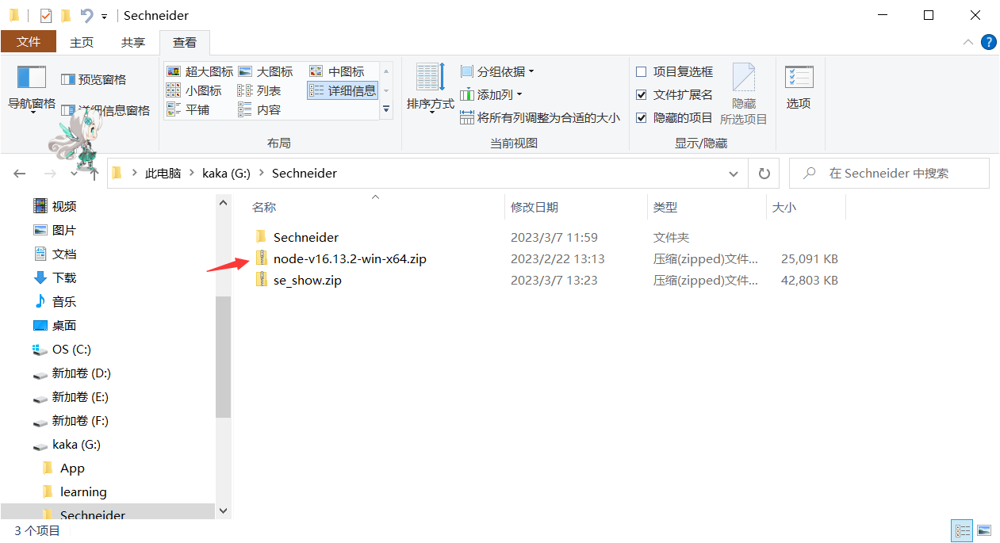 Sechneider
文件 主页 共享 查看
导航窗格
预览窗格
详细信息窗格
超大图标 大图标 中图标
小图标 列表 详细信息
平铺 内容
布局
排序方式
分组依据
添加列
将所有列调整为合适的大小
当前视图
项目复选框
文件扩展名
隐藏的项目
隐藏
所选项目
显示/隐藏
选项
此电脑 > kaka (G:) > Sechneider
在 Sechneider 中搜索
视频
图片
文档
下载
音乐
桌面
OS (C:)
新加卷 (D:)
新加卷 (E:)
新加卷 (F:)
kaka (G:)
App
learning
Sechneider
名称 修改日期 类型 大小
Sechneider 2023/3/7 11:59 文件夹
node-v16.13.2-win-x64.zip 2023/2/22 13:13 压缩(zipped)文件... 25,091 KB
se_show.zip 2023/3/7 13:23 压缩(zipped)文件... 42,803 KB
3 个项目